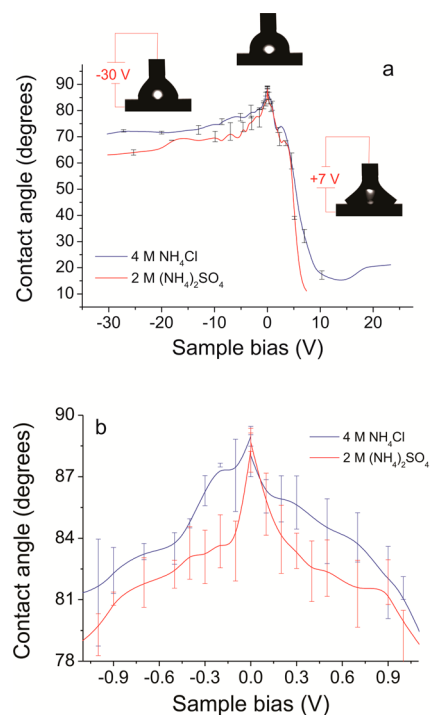 -30 V
a
+7 V
Contact angle (degrees)
90
80
70
60
50
40
30
20
10
4 M NH₄Cl
2 M (NH₄)₂SO₄
-30 -20 -10 0 10 20
Sample bias (V)
b
Contact angle (degrees)
90
87
84
81
78
4 M NH₄Cl
2 M (NH₄)₂SO₄
-0.9 -0.6 -0.3 0.0 0.3 0.6 0.9
Sample bias (V)